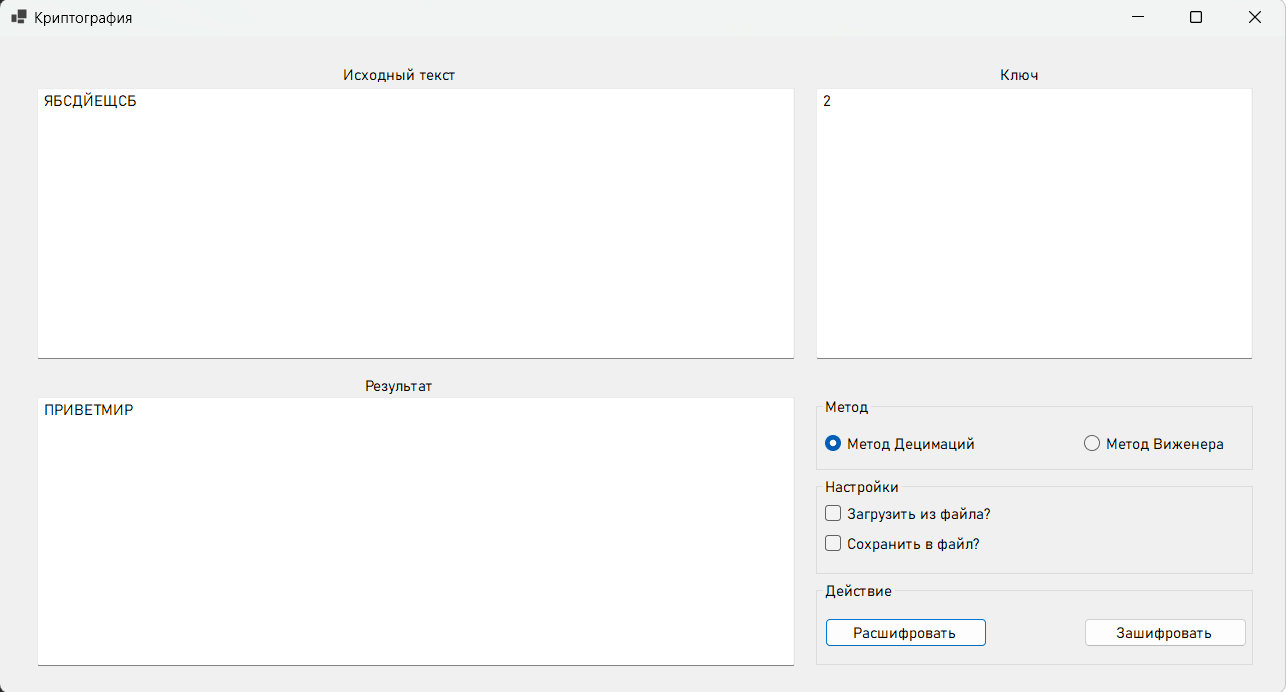 Криптография
Исходный текст
ЯБСДЙЕЩСБ
Ключ
2
Результат
ПРИВЕТМИР
Метод
Метод Децимаций
Метод Виженера
Настройки
Загрузить из файла?
Сохранить в файл?
Действие
Расшифровать
Зашифровать